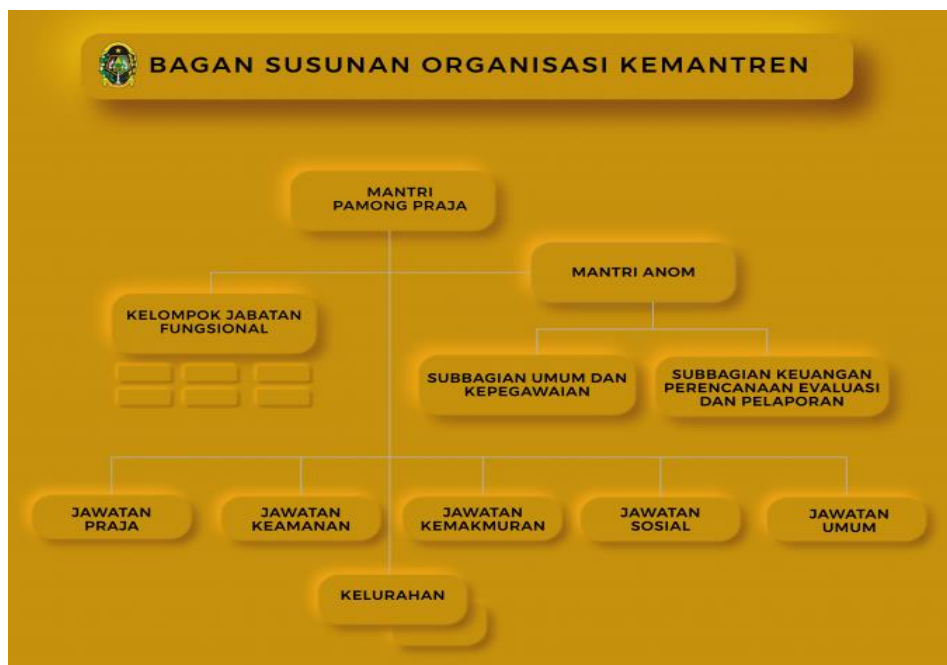 BAGAN SUSUNAN ORGANISASI KEMANTREN
MANTRI
PAMONG PRAJA
MANTRI ANOM
KELOMPOK JABATAN
FUNGSIONAL
SUBBAGIAN UMUM DAN
KEPEGAWAIAN
SUBBAGIAN KEUANGAN
PERENCANAAN EVALUASI
DAN PELAPORAN
JAWATAN
PRAJA
JAWATAN
KEAMANAN
JAWATAN
KEMAKMURAN
JAWATAN
SOSIAL
JAWATAN
UMUM
KELURAHAN